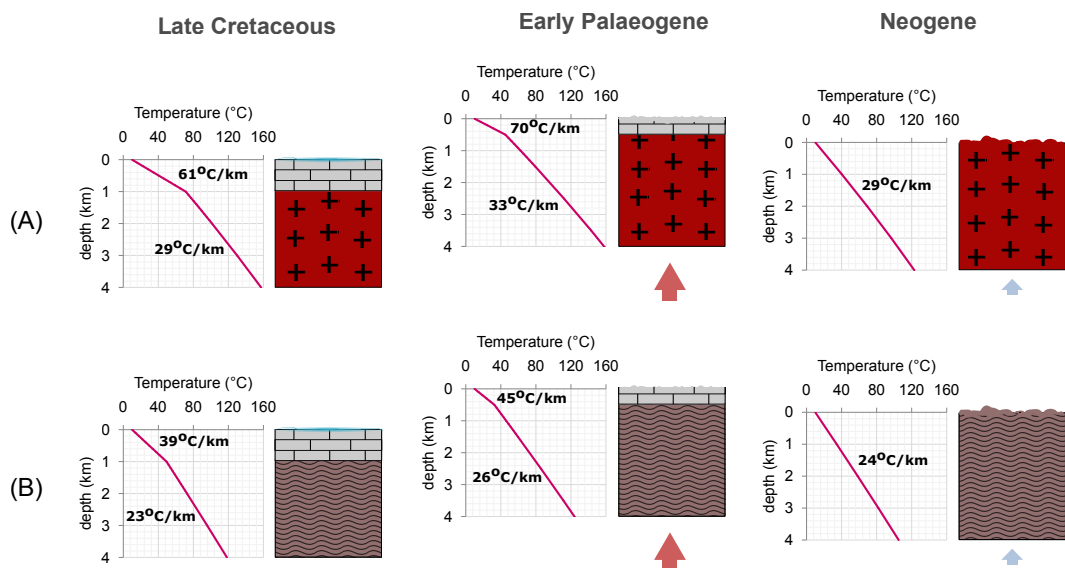 Late Cretaceous
Early Palaeogene
Neogene
(A)
Temperature (°C)
0 40 80 120 160
depth (km)
0
1
2
3
4
61°C/km
29°C/km
Temperature (°C)
0 40 80 120 160
depth (km)
0
1
2
3
4
70°C/km
33°C/km
Temperature (°C)
0 40 80 120 160
depth (km)
0
1
2
3
4
29°C/km
(B)
Temperature (°C)
0 40 80 120 160
depth (km)
0
1
2
3
4
39°C/km
23°C/km
Temperature (°C)
0 40 80 120 160
depth (km)
0
1
2
3
4
45°C/km
26°C/km
Temperature (°C)
0 40 80 120 160
depth (km)
0
1
2
3
4
24°C/km